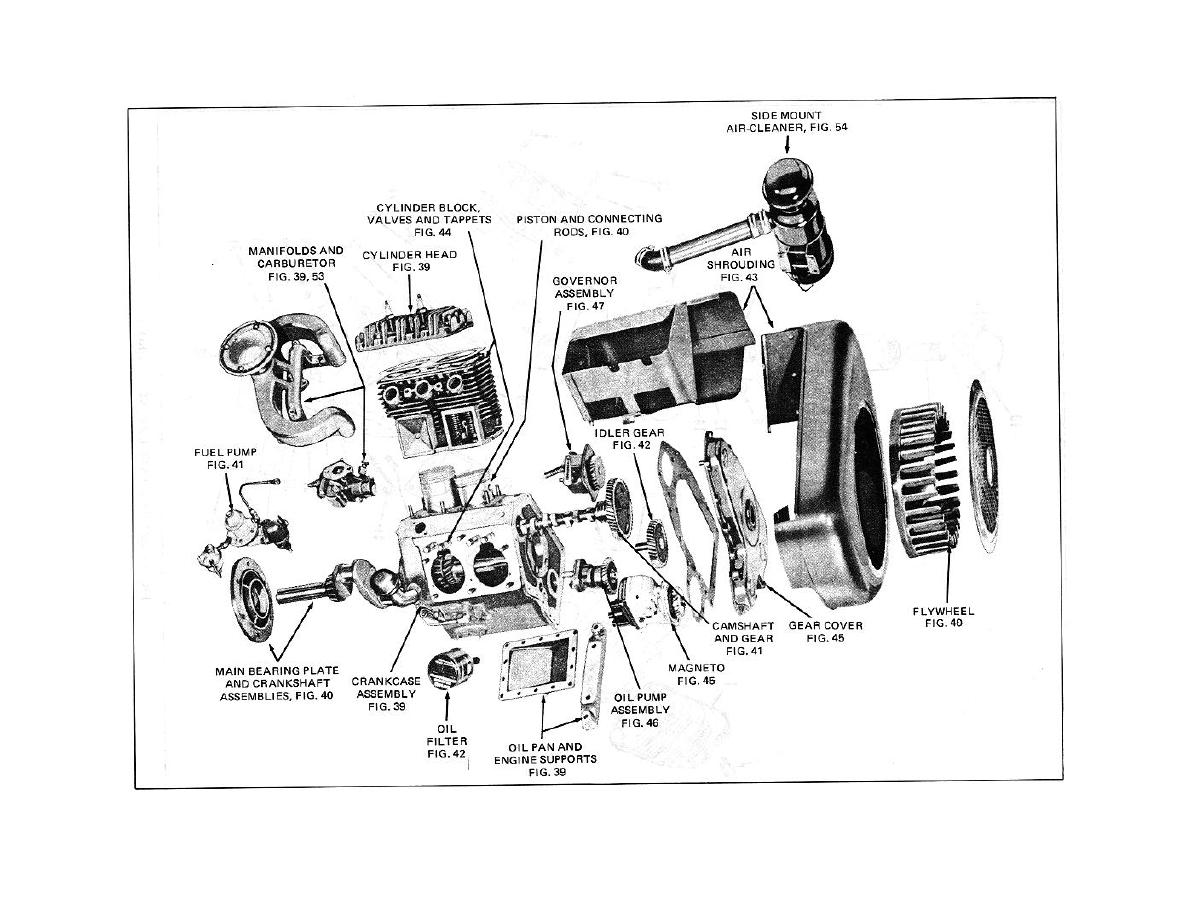 SIDE MOUNT
AIR-CLEANER, FIG. 54
CYLINDER BLOCK,
VALVES AND TAPPETS
FIG. 44
PISTON AND CONNECTING
RODS, FIG. 40
MANIFOLDS AND
CARBURETOR
FIG. 39, 53
CYLINDER HEAD
FIG. 39
AIR
SHROUDING
FIG. 43
GOVERNOR
ASSEMBLY
FIG. 47
IDLER GEAR
FIG. 42
FUEL PUMP
FIG. 41
FLYWHEEL
FIG. 40
CAMSHAFT
AND GEAR
FIG. 41
GEAR COVER
FIG. 45
MAGNETO
FIG. 45
MAIN BEARING PLATE
AND CRANKSHAFT
ASSEMBLIES, FIG. 40
CRANKCASE
ASSEMBLY
FIG. 39
OIL PUMP
ASSEMBLY
FIG. 46
OIL
FILTER
FIG. 42
OIL PAN AND
ENGINE SUPPORTS
FIG. 39